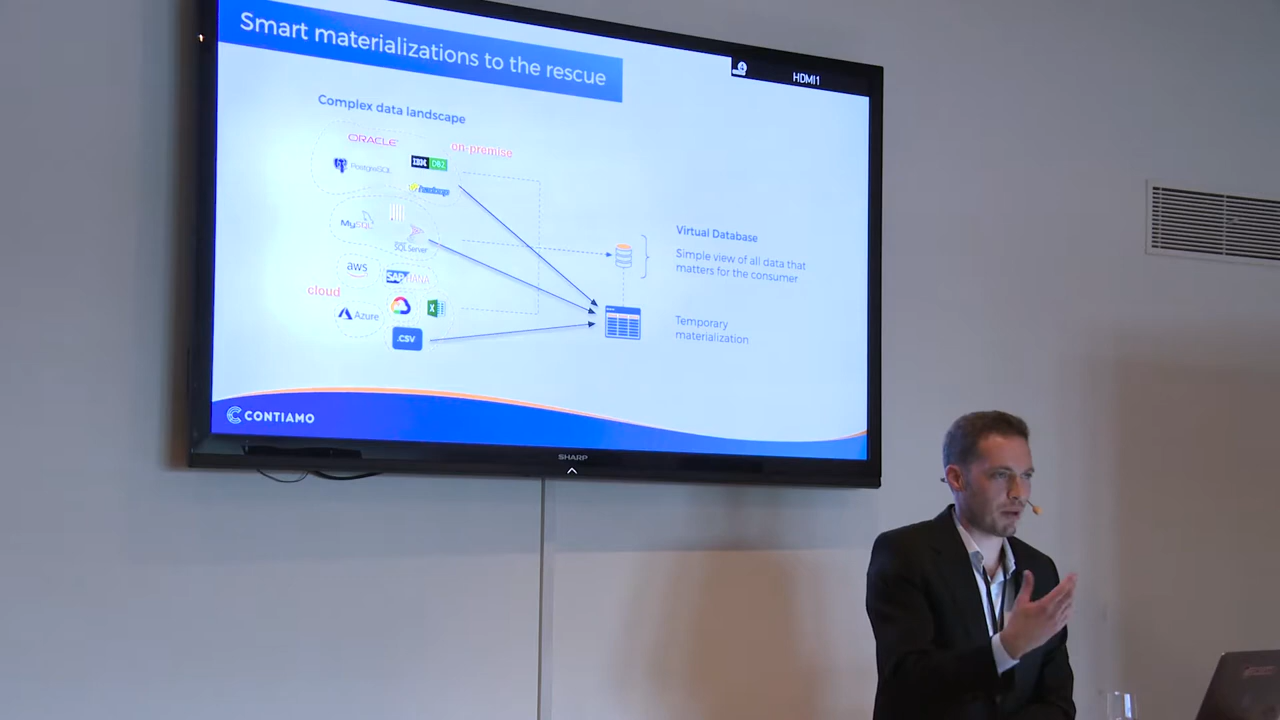 Smart materializations to the rescue
HDMI1
Complex data landscape
ORACLE
on-premise
PostgreSQL
IBM DB2
hadoop
MySQL
SQL Server
aws
SAP HANA
cloud
Azure
.CSV
Virtual Database
Simple view of all data that
matters for the consumer
Temporary
materialization
CONTIAMO
SHARP